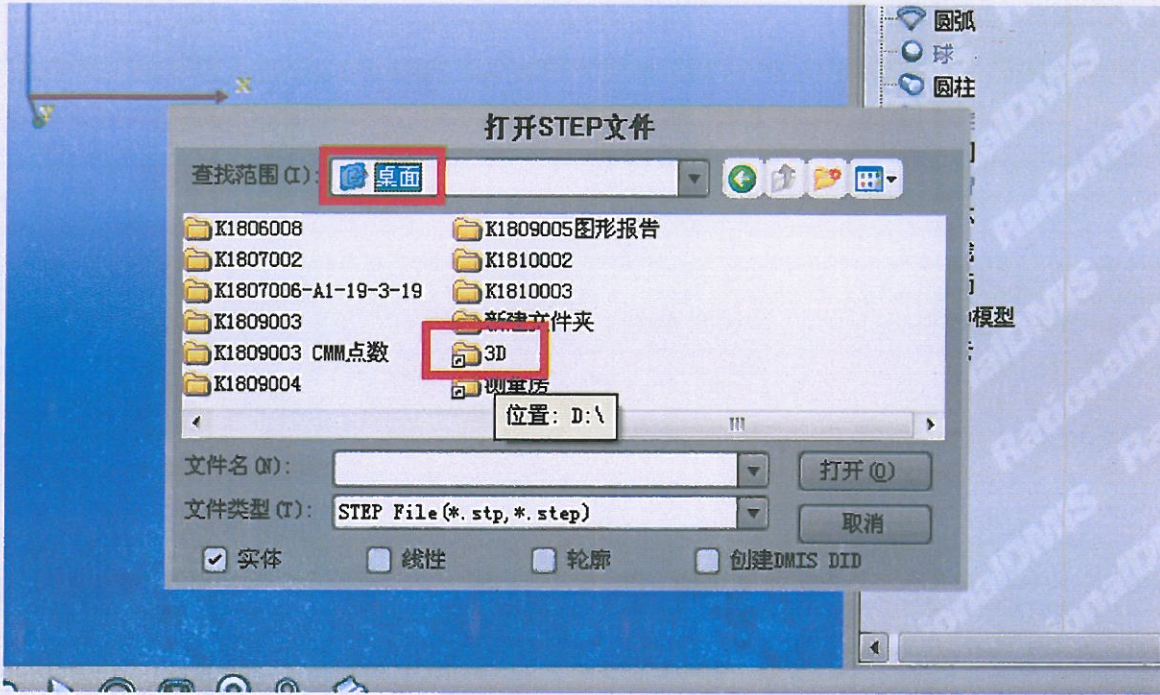 圆弧
球
圆柱
X
Y
打开STEP文件
查找范围(I):
桌面
K1806008
K1809005图形报告
K1807002
K1810002
K1807006-A1-19-3-19
K1810003
K1809003
新建文件夹
模型
K1809003 CMM点数
3D
K1809004
测量房
位置: D:\
文件名(N):
打开(O)
文件类型(T):
STEP File(*.stp,*.step)
取消
实体
线性
轮廓
创建DMIS DID
RationalDMIS